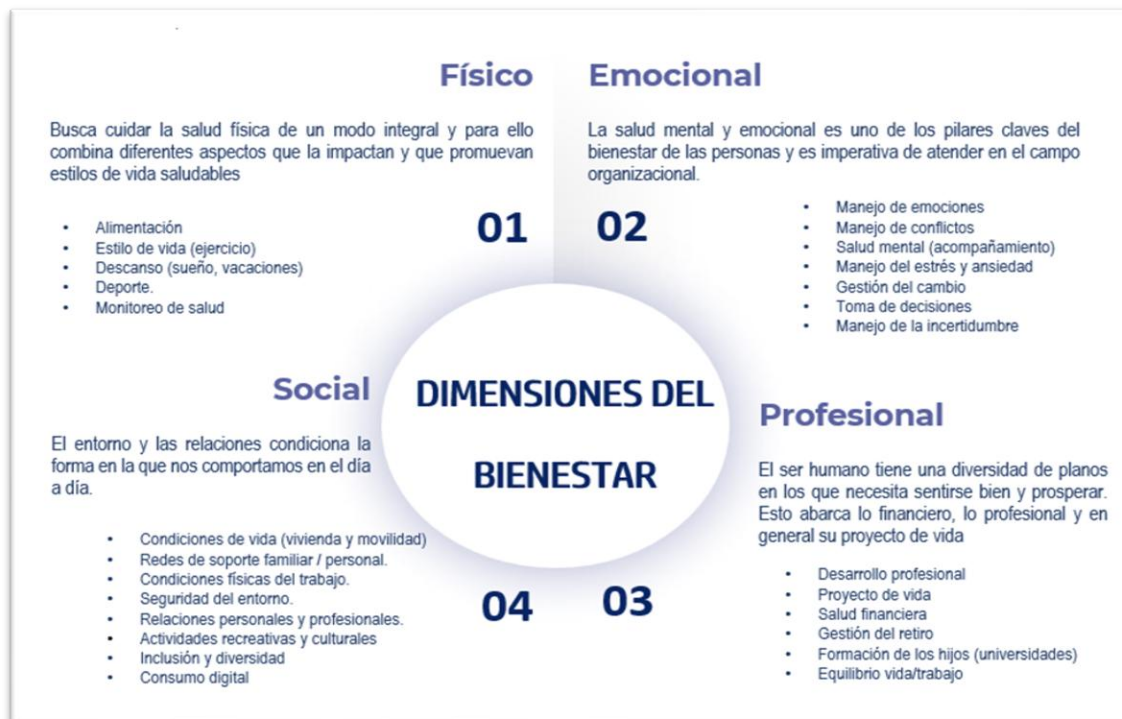 Físico
Busca cuidar la salud física de un modo integral y para ello
combina diferentes aspectos que la impactan y que promuevan
estilos de vida saludables
• Alimentación
• Estilo de vida (ejercicio)
• Descanso (sueño, vacaciones)
• Deporte.
• Monitoreo de salud
01
Emocional
La salud mental y emocional es uno de los pilares claves del
bienestar de las personas y es imperativa de atender en el campo
organizacional.
02
• Manejo de emociones
• Manejo de conflictos
• Salud mental (acompañamiento)
• Manejo del estrés y ansiedad
• Gestión del cambio
• Toma de decisiones
• Manejo de la incertidumbre
DIMENSIONES DEL
BIENESTAR
Social
El entorno y las relaciones condiciona la
forma en la que nos comportamos en el día
a día.
• Condiciones de vida (vivienda y movilidad)
• Redes de soporte familiar / personal.
• Condiciones físicas del trabajo.
• Seguridad del entorno.
• Relaciones personales y profesionales.
• Actividades recreativas y culturales
• Inclusión y diversidad
• Consumo digital
04
Profesional
El ser humano tiene una diversidad de planos
en los que necesita sentirse bien y prosperar.
Esto abarca lo financiero, lo profesional y en
general su proyecto de vida
03
• Desarrollo profesional
• Proyecto de vida
• Salud financiera
• Gestión del retiro
• Formación de los hijos (universidades)
• Equilibrio vida/trabajo